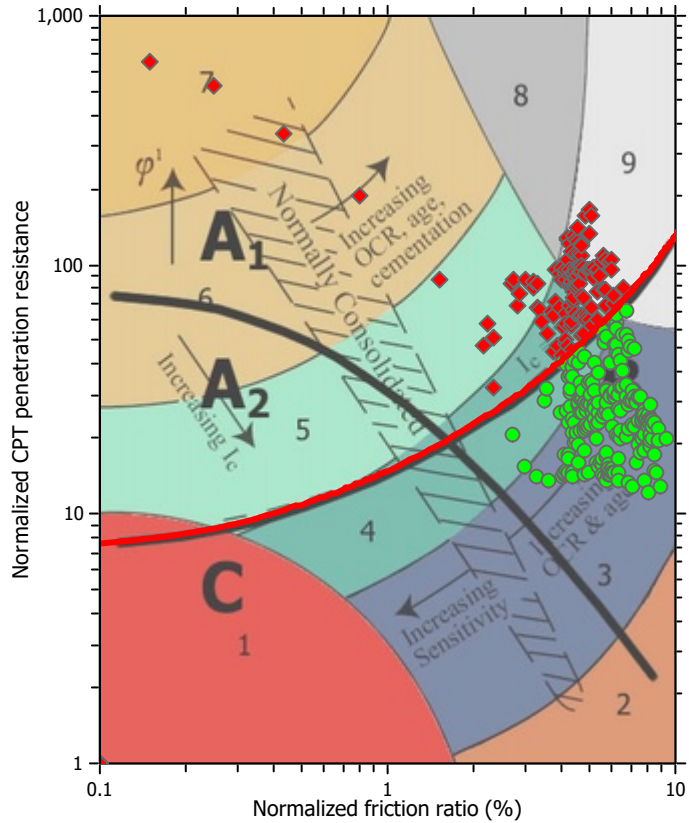 1,000
7
8
9
φ¹
Normally Consolidated
Increasing
OCR, age,
cementation
A1
100
6
Increasing Ic
A2
5
Ic
10
4
Increasing
OCR & age
C
3
Increasing
Sensitivity
1
2
1
0.1
1
10
Normalized CPT penetration resistance
Normalized friction ratio (%)